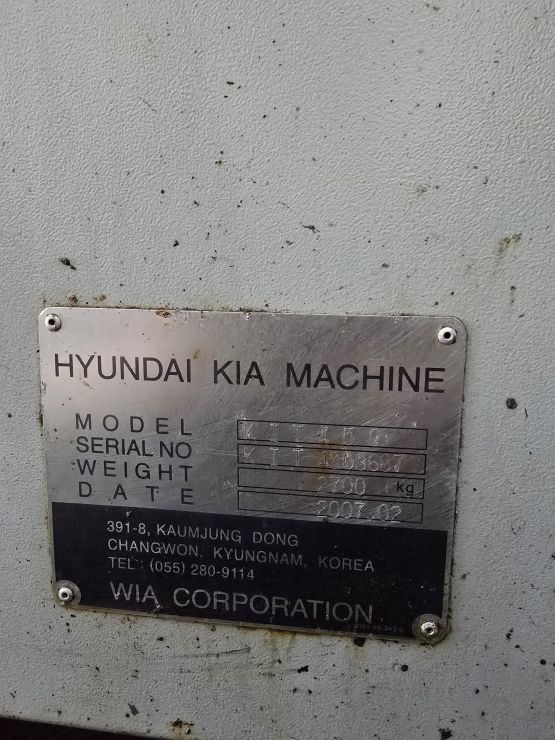 HYUNDAI KIA MACHINE
MODEL
SERIAL NO
WEIGHT 2700 kg
DATE 2007.02
391-8, KAUMJUNG DONG
CHANGWON, KYUNGNAM, KOREA
TEL : (055) 280-9114
WIA CORPORATION